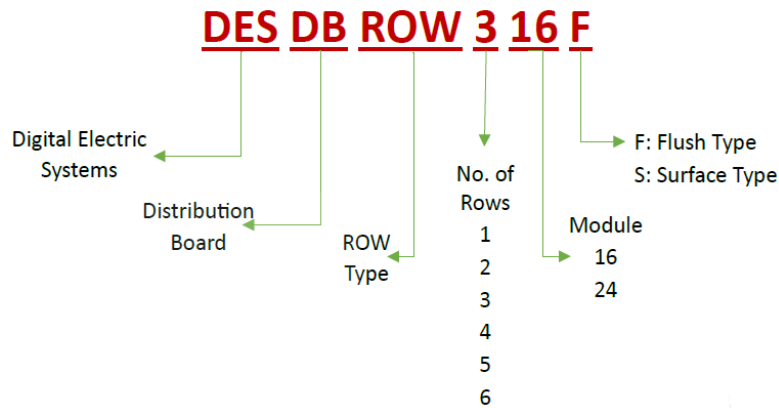 DES DB ROW 3 16 F
Digital Electric
Systems
Distribution
Board
ROW
Type
No. of
Rows
1
2
3
4
5
6
Module
16
24
F: Flush Type
S: Surface Type